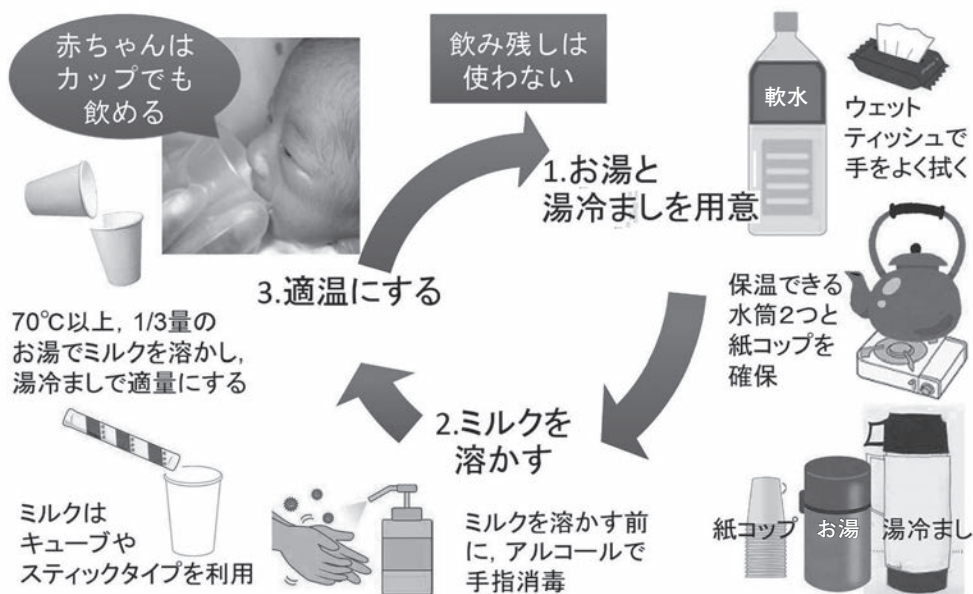 赤ちゃんは
カップでも
飲める
飲み残しは
使わない
軟水
ウェット
ティッシュで
手をよく拭く
1.お湯と
湯冷ましを用意
保温できる
水筒2つと
紙コップを
確保
紙コップ
お湯
湯冷まし
2.ミルクを
溶かす
ミルクを溶かす前
に，アルコールで
手指消毒
ミルクは
キューブや
スティックタイプを利用
3.適温にする
70℃以上，1/3量の
お湯でミルクを溶かし，
湯冷ましで適量にする